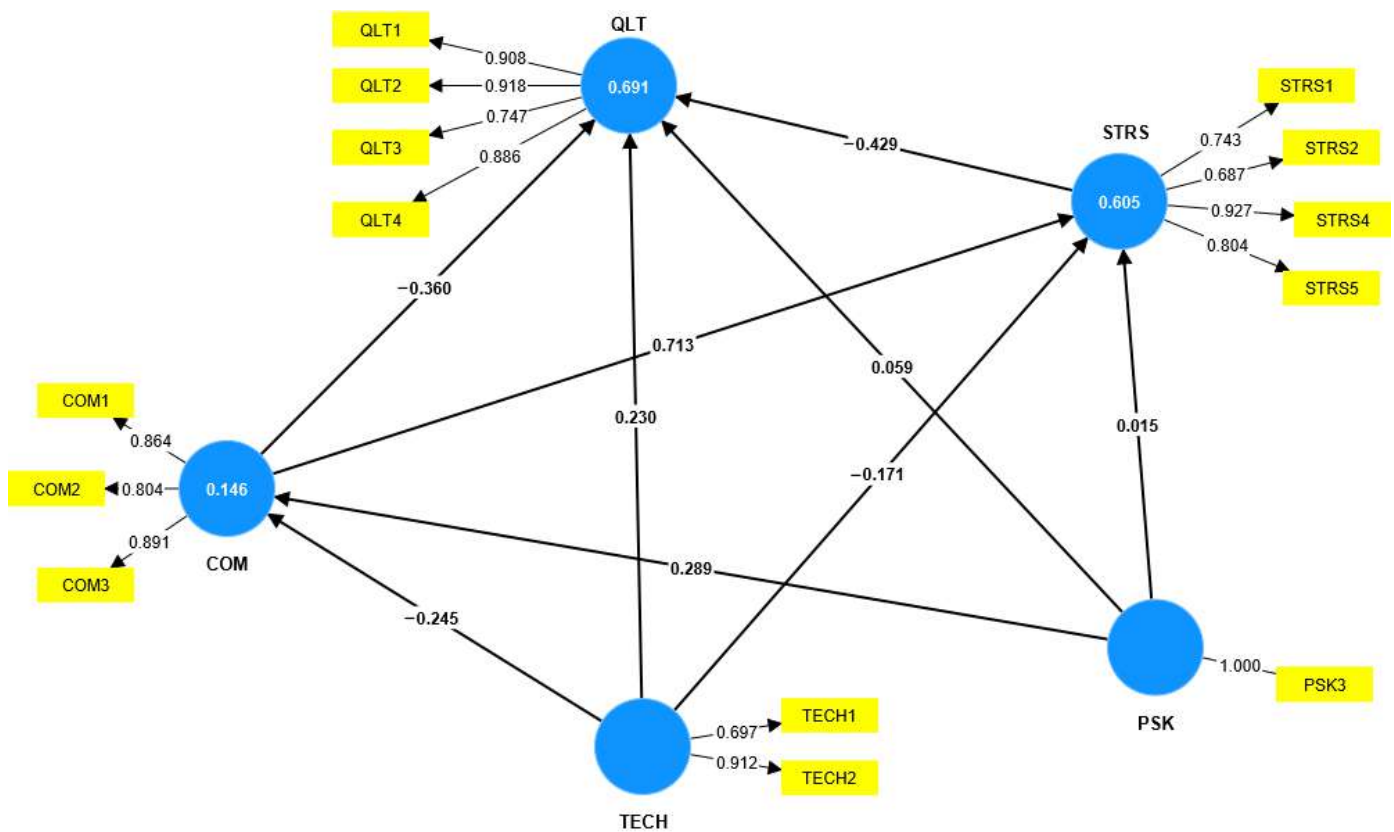 QLT
QLT1
0.908
QLT2
0.918
0.691
QLT3
0.747
QLT4
0.886
STRS
STRS1
0.743
STRS2
0.687
0.605
STRS4
0.927
STRS5
0.804
−0.429
−0.360
0.713
0.059
0.230
0.015
−0.171
COM1
0.864
COM2
0.804
0.146
COM3
0.891
COM
0.289
−0.245
1.000
PSK3
PSK
TECH1
0.697
TECH2
0.912
TECH